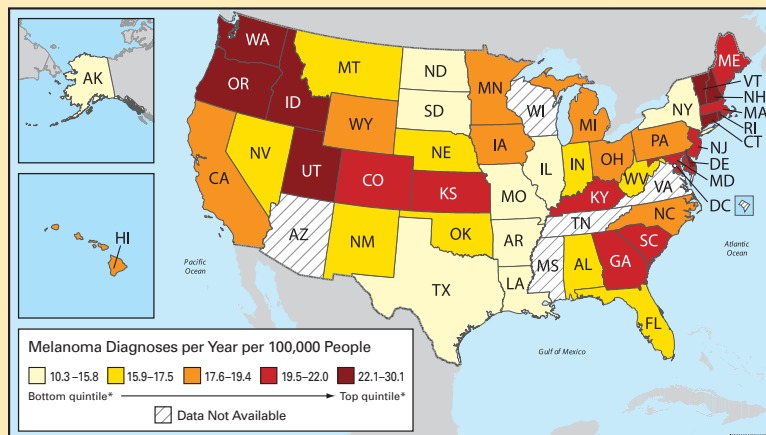 WA
ME
AK
MT
ND
VT
OR
MN
NH
ID
SD
WI
NY
MA
WY
MI
RI
CT
NE
IA
PA
NV
NJ
IL
IN
OH
DE
UT
CA
CO
WV
MD
KS
MO
KY
VA
DC
NC
TN
HI
AZ
NM
OK
AR
SC
Pacific
Ocean
Atlantic
Ocean
MS
AL
GA
TX
LA
FL
Gulf of Mexico
Melanoma Diagnoses per Year per 100,000 People
10.3–15.8 15.9–17.5 17.6–19.4 19.5–22.0 22.1–30.1
Bottom quintile* Top quintile*
Data Not Available